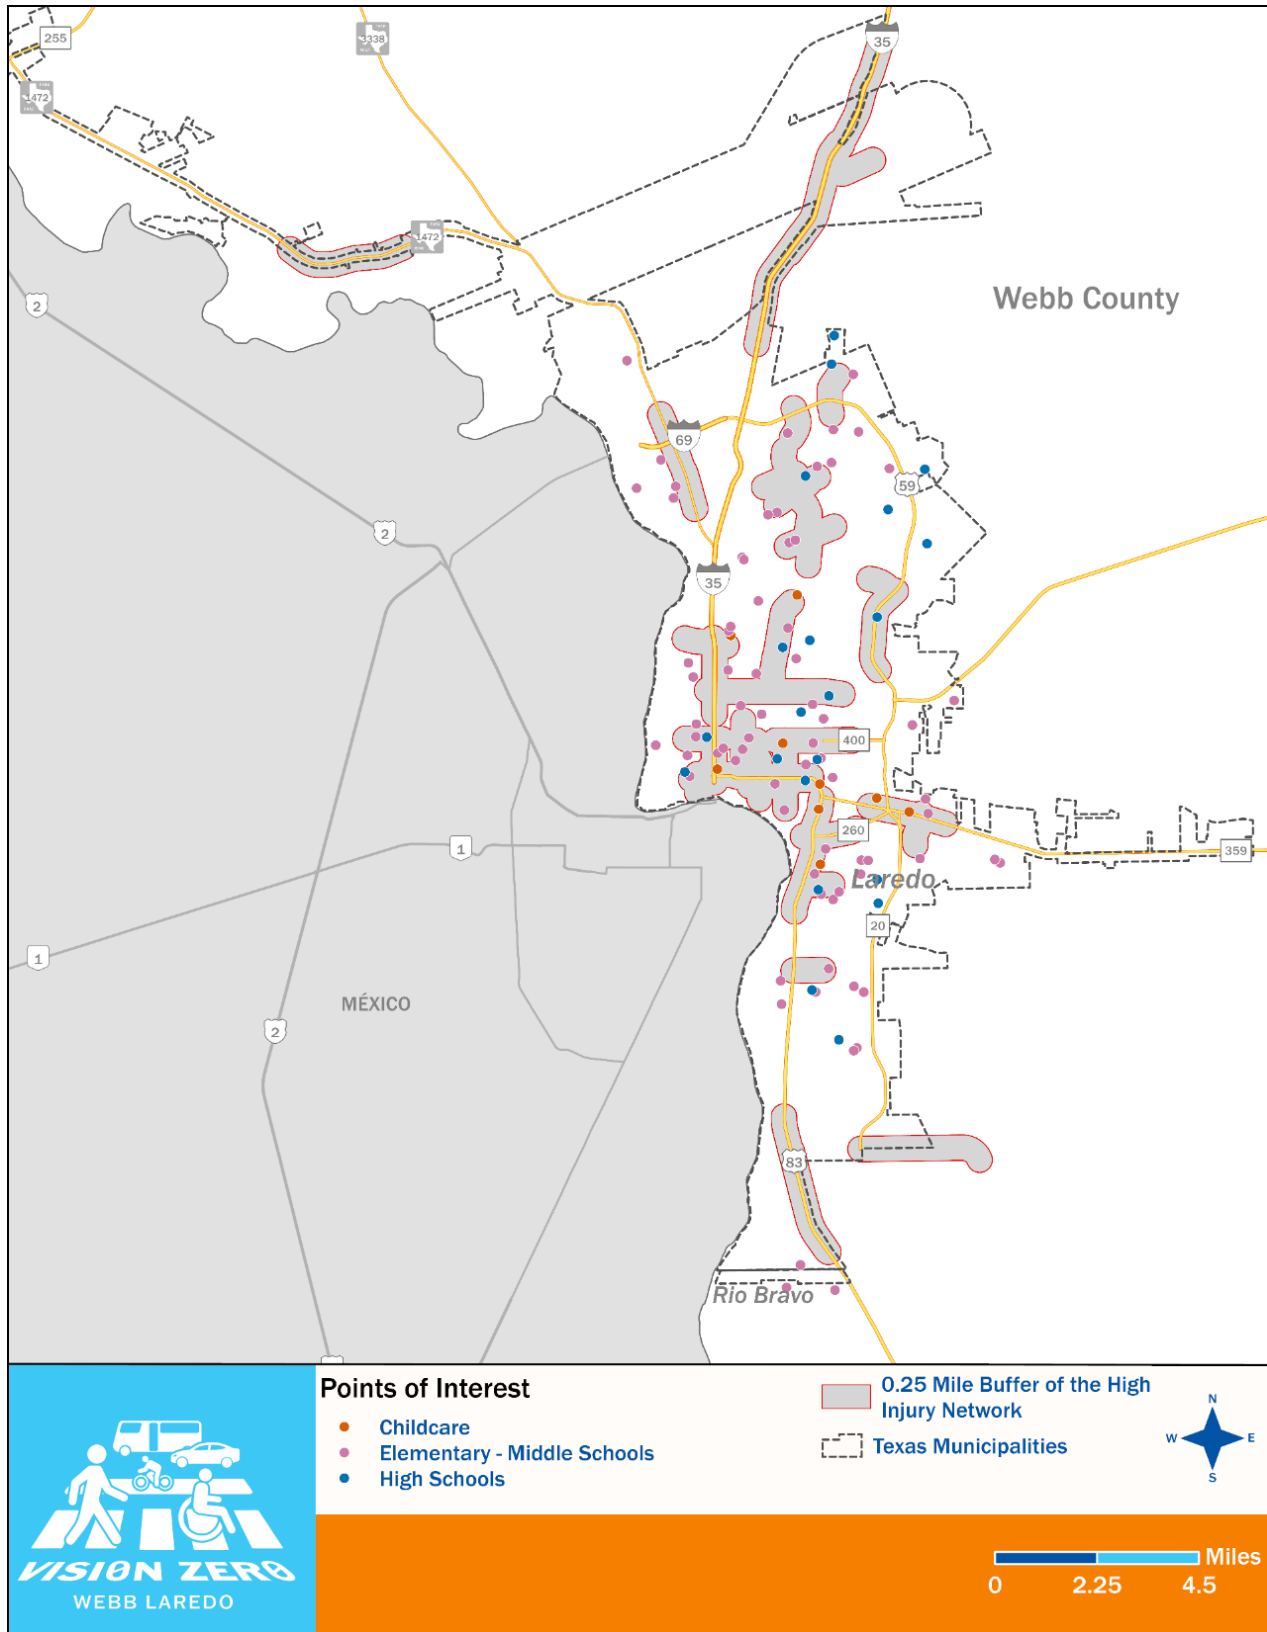 255
3338
35
1472
1472
2
Webb County
69
59
2
35
400
260
1
359
Laredo
20
1
MÉXICO
2
83
Rio Bravo
Points of Interest
Childcare
Elementary - Middle Schools
High Schools
0.25 Mile Buffer of the High
Injury Network
Texas Municipalities
N
W
E
S
VISION ZERO
WEBB LAREDO
Miles
0
2.25
4.5